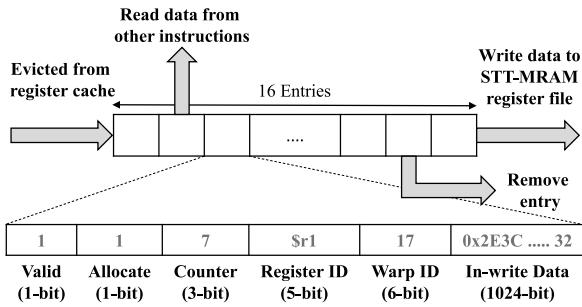 Read data from
other instructions
Write data to
STT-MRAM
register file
Evicted from
register cache
16 Entries
....
Remove
entry
1 1 7 $r1 17 0x2E3C ..... 32
Valid Allocate Counter Register ID Warp ID In-write Data
(1-bit) (1-bit) (3-bit) (5-bit) (6-bit) (1024-bit)